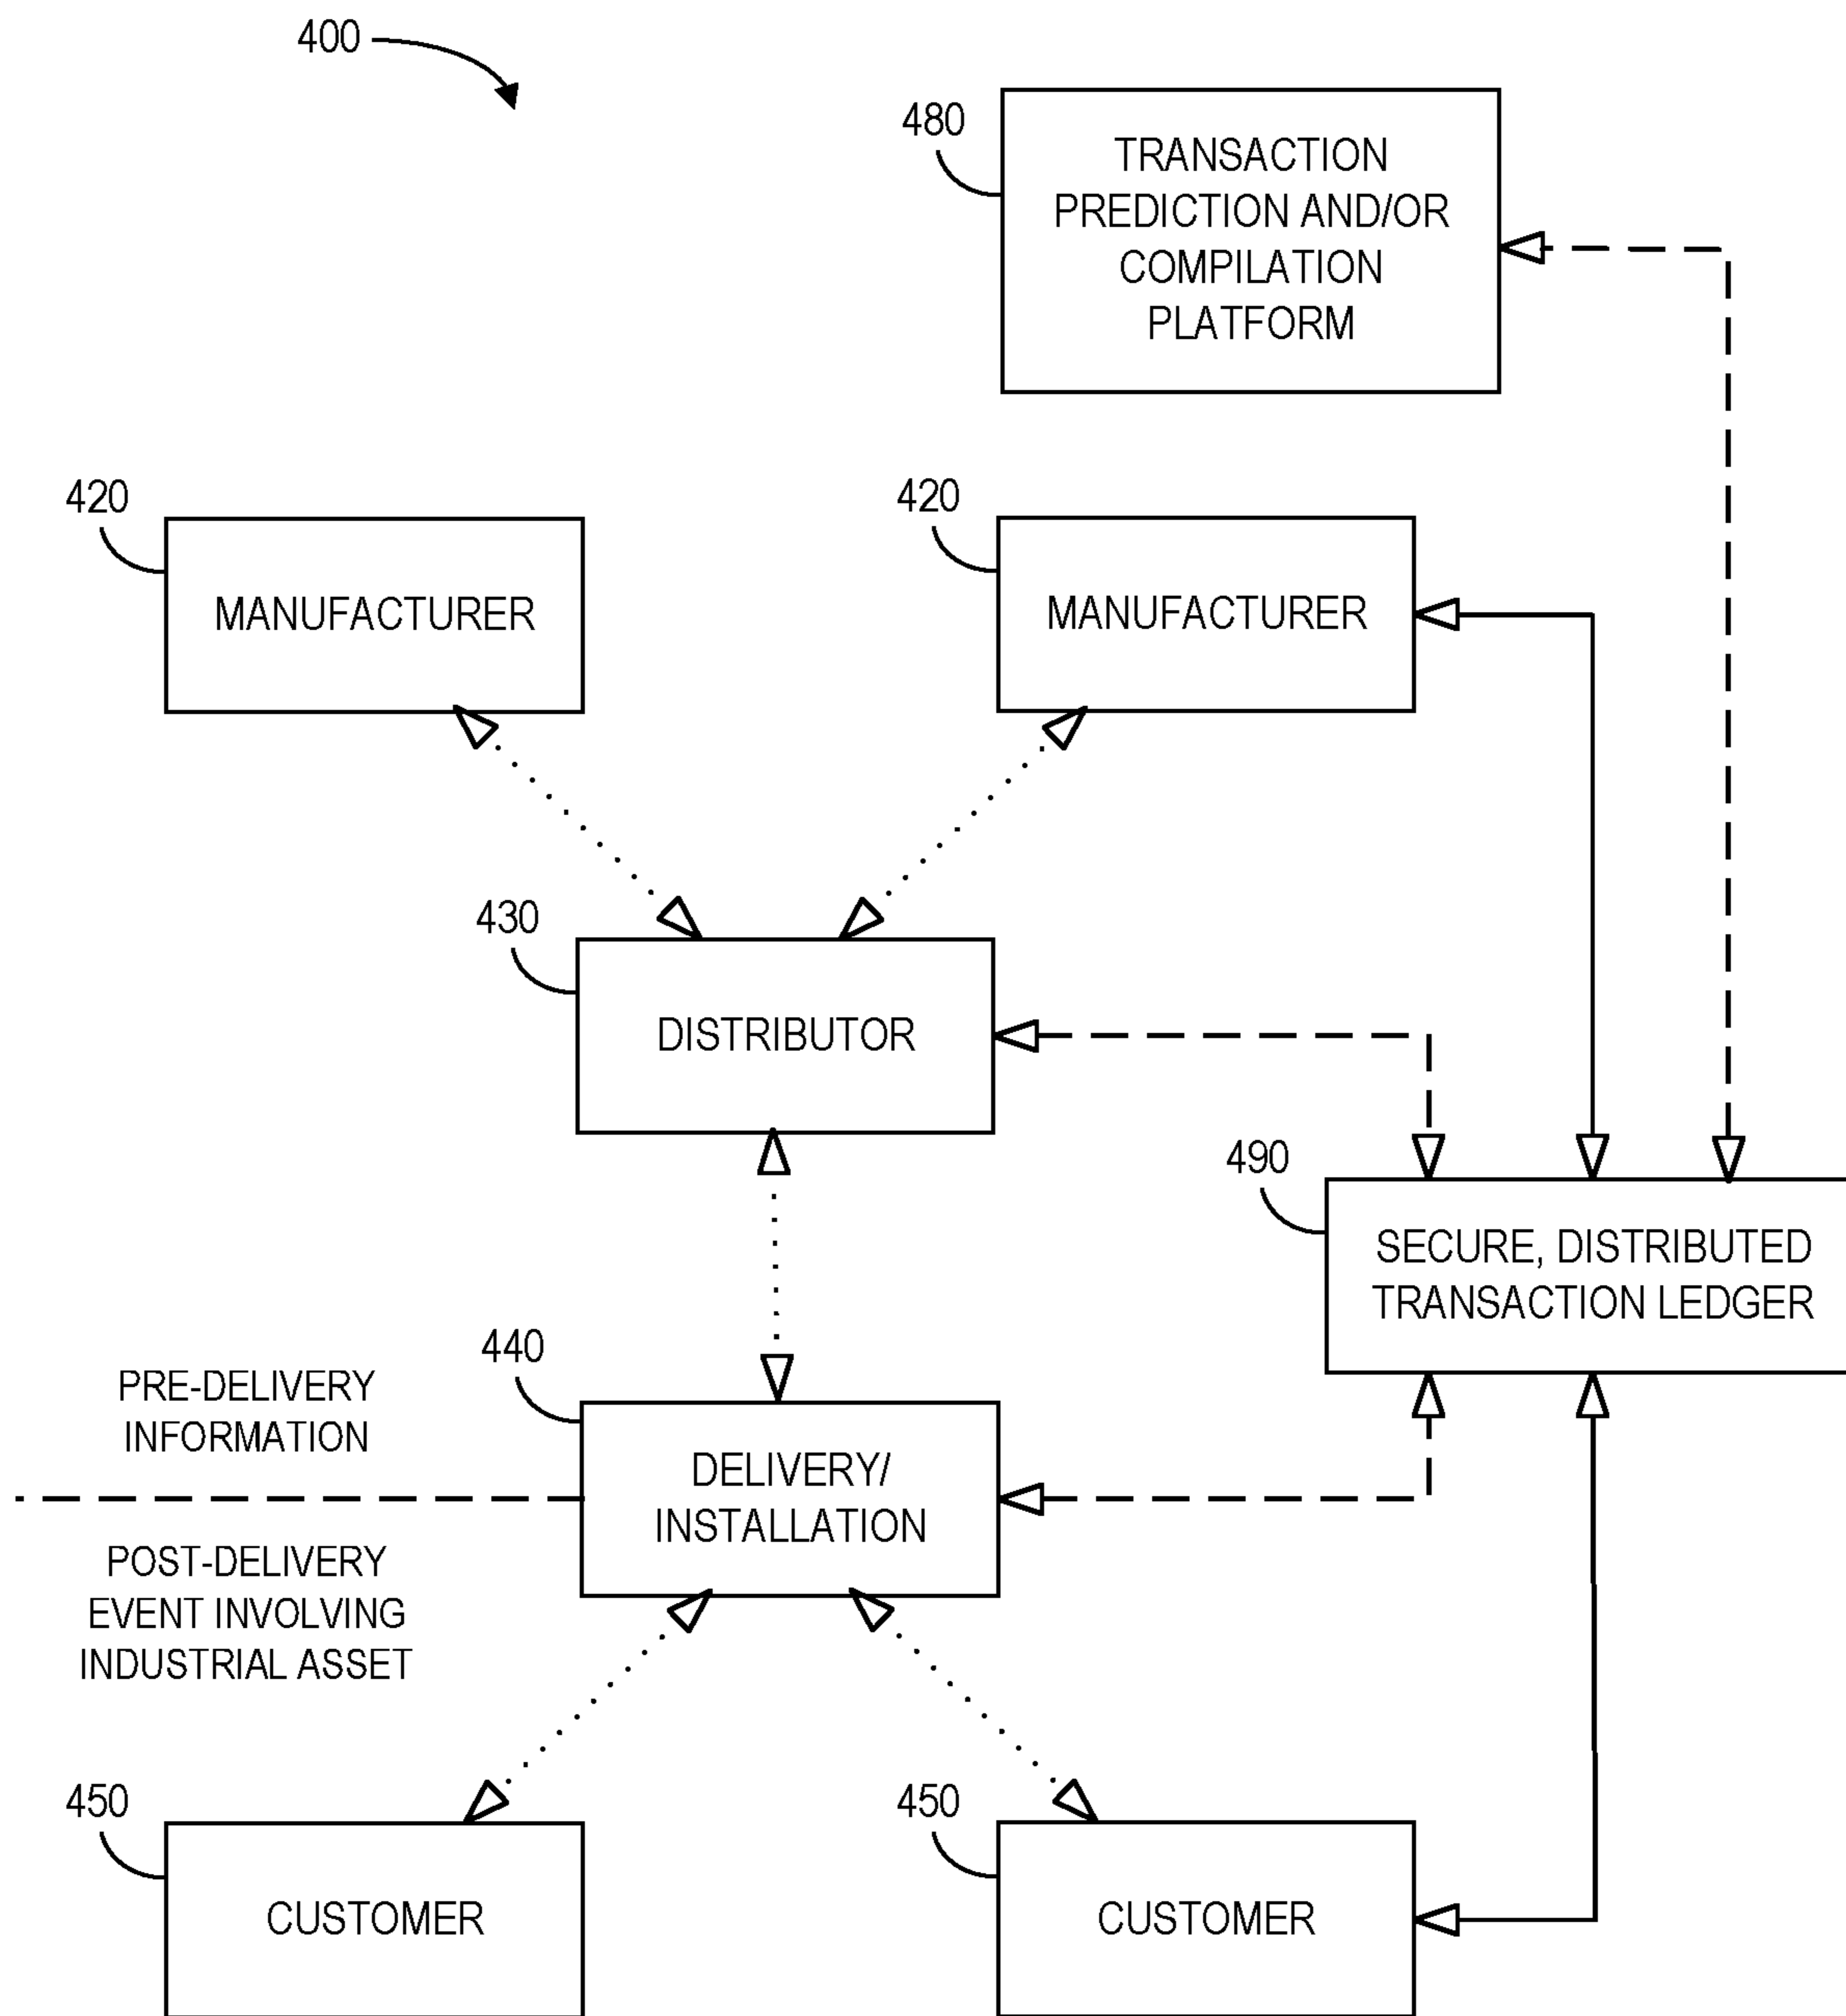 400
480
TRANSACTION
PREDICTION AND/OR
COMPILATION
PLATFORM
420
MANUFACTURER
420
MANUFACTURER
430
DISTRIBUTOR
490
SECURE, DISTRIBUTED
TRANSACTION LEDGER
440
DELIVERY/
INSTALLATION
PRE-DELIVERY
INFORMATION
POST-DELIVERY
EVENT INVOLVING
INDUSTRIAL ASSET
450
CUSTOMER
450
CUSTOMER